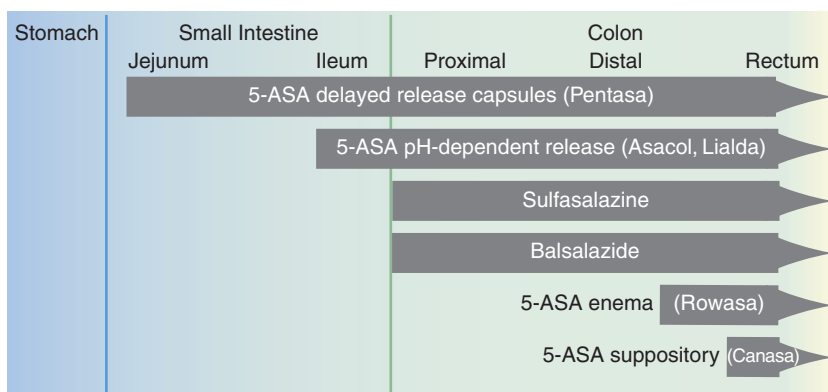 Stomach Small Intestine Colon
Jejunum Ileum Proximal Distal Rectum
5-ASA delayed release capsules (Pentasa)
5-ASA pH-dependent release (Asacol, Lialda)
Sulfasalazine
Balsalazide
5-ASA enema (Rowasa)
5-ASA suppository (Canasa)